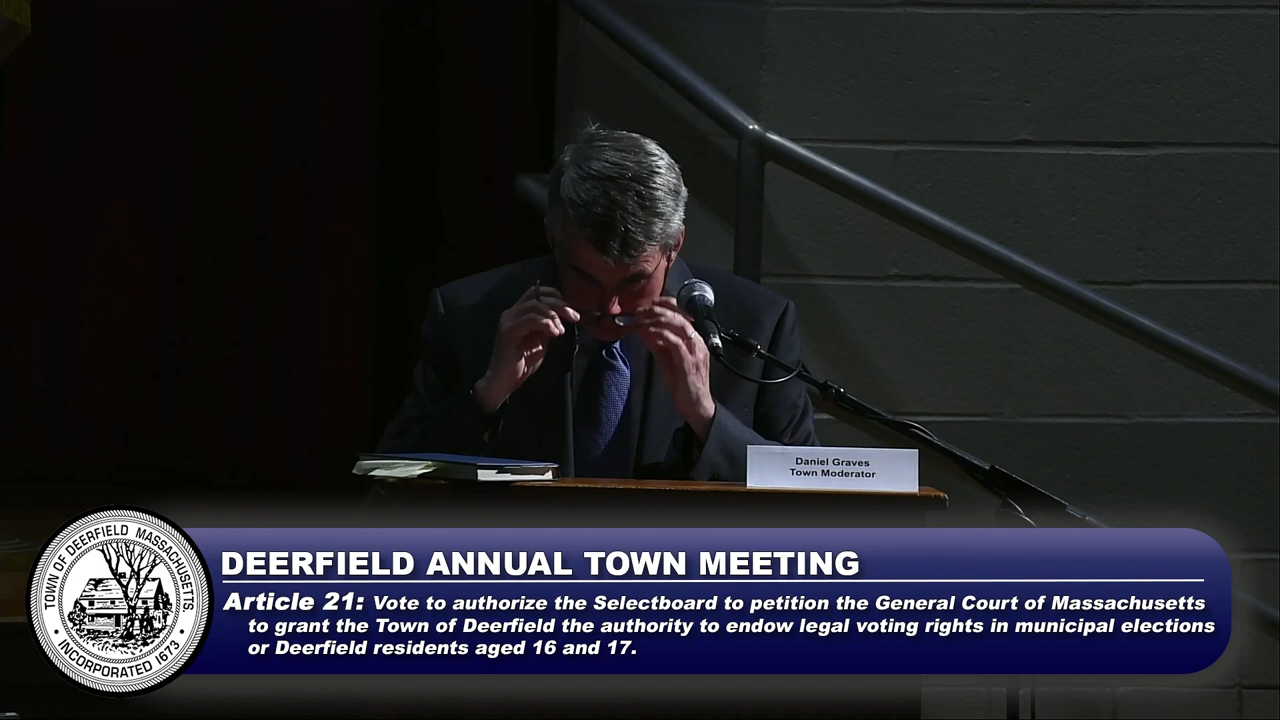 Daniel Graves
Town Moderator
DEERFIELD ANNUAL TOWN MEETING
Article 21: Vote to authorize the Selectboard to petition the General Court of Massachusetts
to grant the Town of Deerfield the authority to endow legal voting rights in municipal elections
or Deerfield residents aged 16 and 17.
TOWN OF DEERFIELD MASSACHUSETTS
• INCORPORATED 1673 •